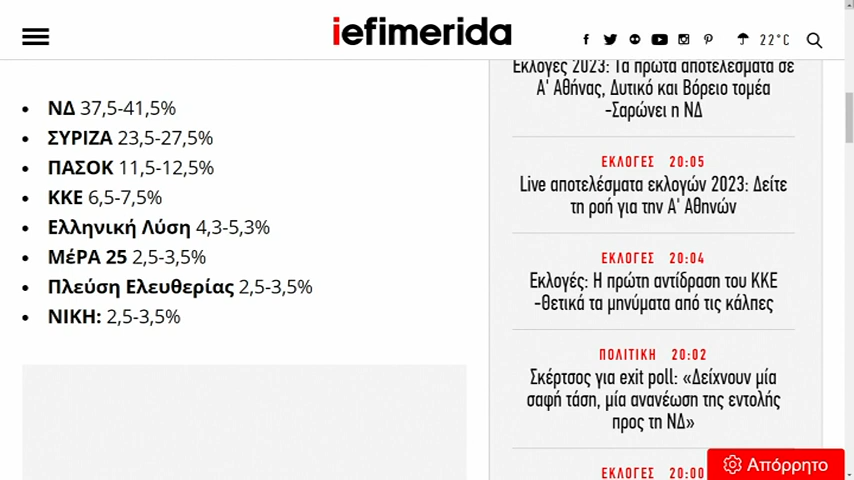 iefimerida
22°C
ΝΔ 37,5-41,5%
ΣΥΡΙΖΑ 23,5-27,5%
ΠΑΣΟΚ 11,5-12,5%
ΚΚΕ 6,5-7,5%
Ελληνική Λύση 4,3-5,3%
ΜέΡΑ 25 2,5-3,5%
Πλεύση Ελευθερίας 2,5-3,5%
ΝΙΚΗ: 2,5-3,5%
Εκλογές 2023: Τα πρώτα αποτελέσματα σε
Α' Αθήνας, Δυτικό και Βόρειο τομέα
-Σαρώνει η ΝΔ
ΕΚΛΟΓΕΣ 20:05
Live αποτελέσματα εκλογών 2023: Δείτε
τη ροή για την Α' Αθηνών
ΕΚΛΟΓΕΣ 20:04
Εκλογές: Η πρώτη αντίδραση του ΚΚΕ
-Θετικά τα μηνύματα από τις κάλπες
ΠΟΛΙΤΙΚΗ 20:02
Σκέρτσος για exit poll: «Δείχνουν μία
σαφή τάση, μία ανανέωση της εντολής
προς τη ΝΔ»
ΕΚΛΟΓΕΣ 20:00
Απόρρητο